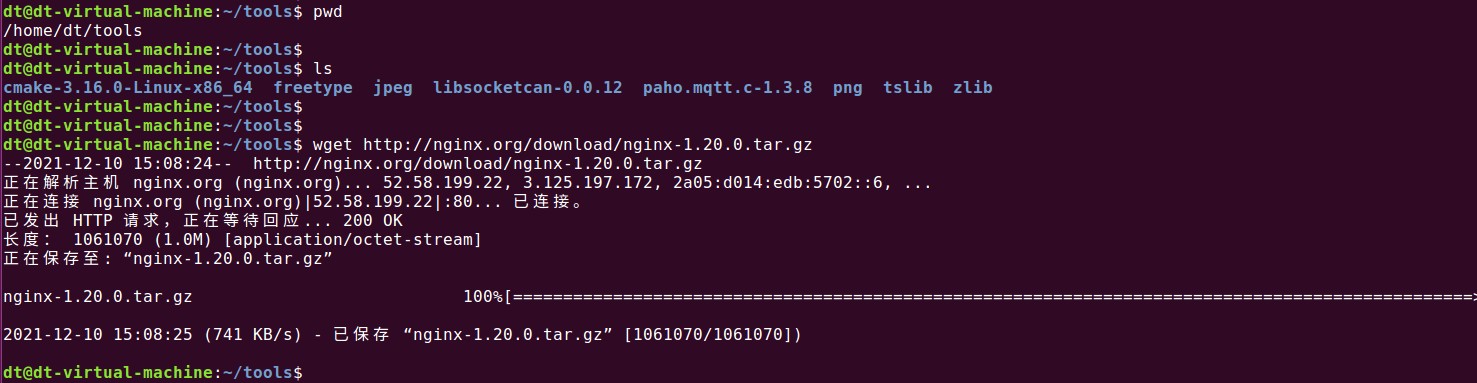 dt@dt-virtual-machine:~/tools$ pwd
/home/dt/tools
dt@dt-virtual-machine:~/tools$
dt@dt-virtual-machine:~/tools$ ls
cmake-3.16.0-Linux-x86_64  freetype  jpeg  libsocketcan-0.0.12  paho.mqtt.c-1.3.8  png  tslib  zlib
dt@dt-virtual-machine:~/tools$
dt@dt-virtual-machine:~/tools$
dt@dt-virtual-machine:~/tools$ wget http://nginx.org/download/nginx-1.20.0.tar.gz
--2021-12-10 15:08:24--  http://nginx.org/download/nginx-1.20.0.tar.gz
正在解析主机 nginx.org (nginx.org)... 52.58.199.22, 3.125.197.172, 2a05:d014:edb:5702::6, ...
正在连接 nginx.org (nginx.org)|52.58.199.22|:80... 已连接。
已发出 HTTP 请求，正在等待回应... 200 OK
长度： 1061070 (1.0M) [application/octet-stream]
正在保存至: “nginx-1.20.0.tar.gz”
nginx-1.20.0.tar.gz                           100%[================================================================================================>
2021-12-10 15:08:25 (741 KB/s) - 已保存 “nginx-1.20.0.tar.gz” [1061070/1061070])
dt@dt-virtual-machine:~/tools$